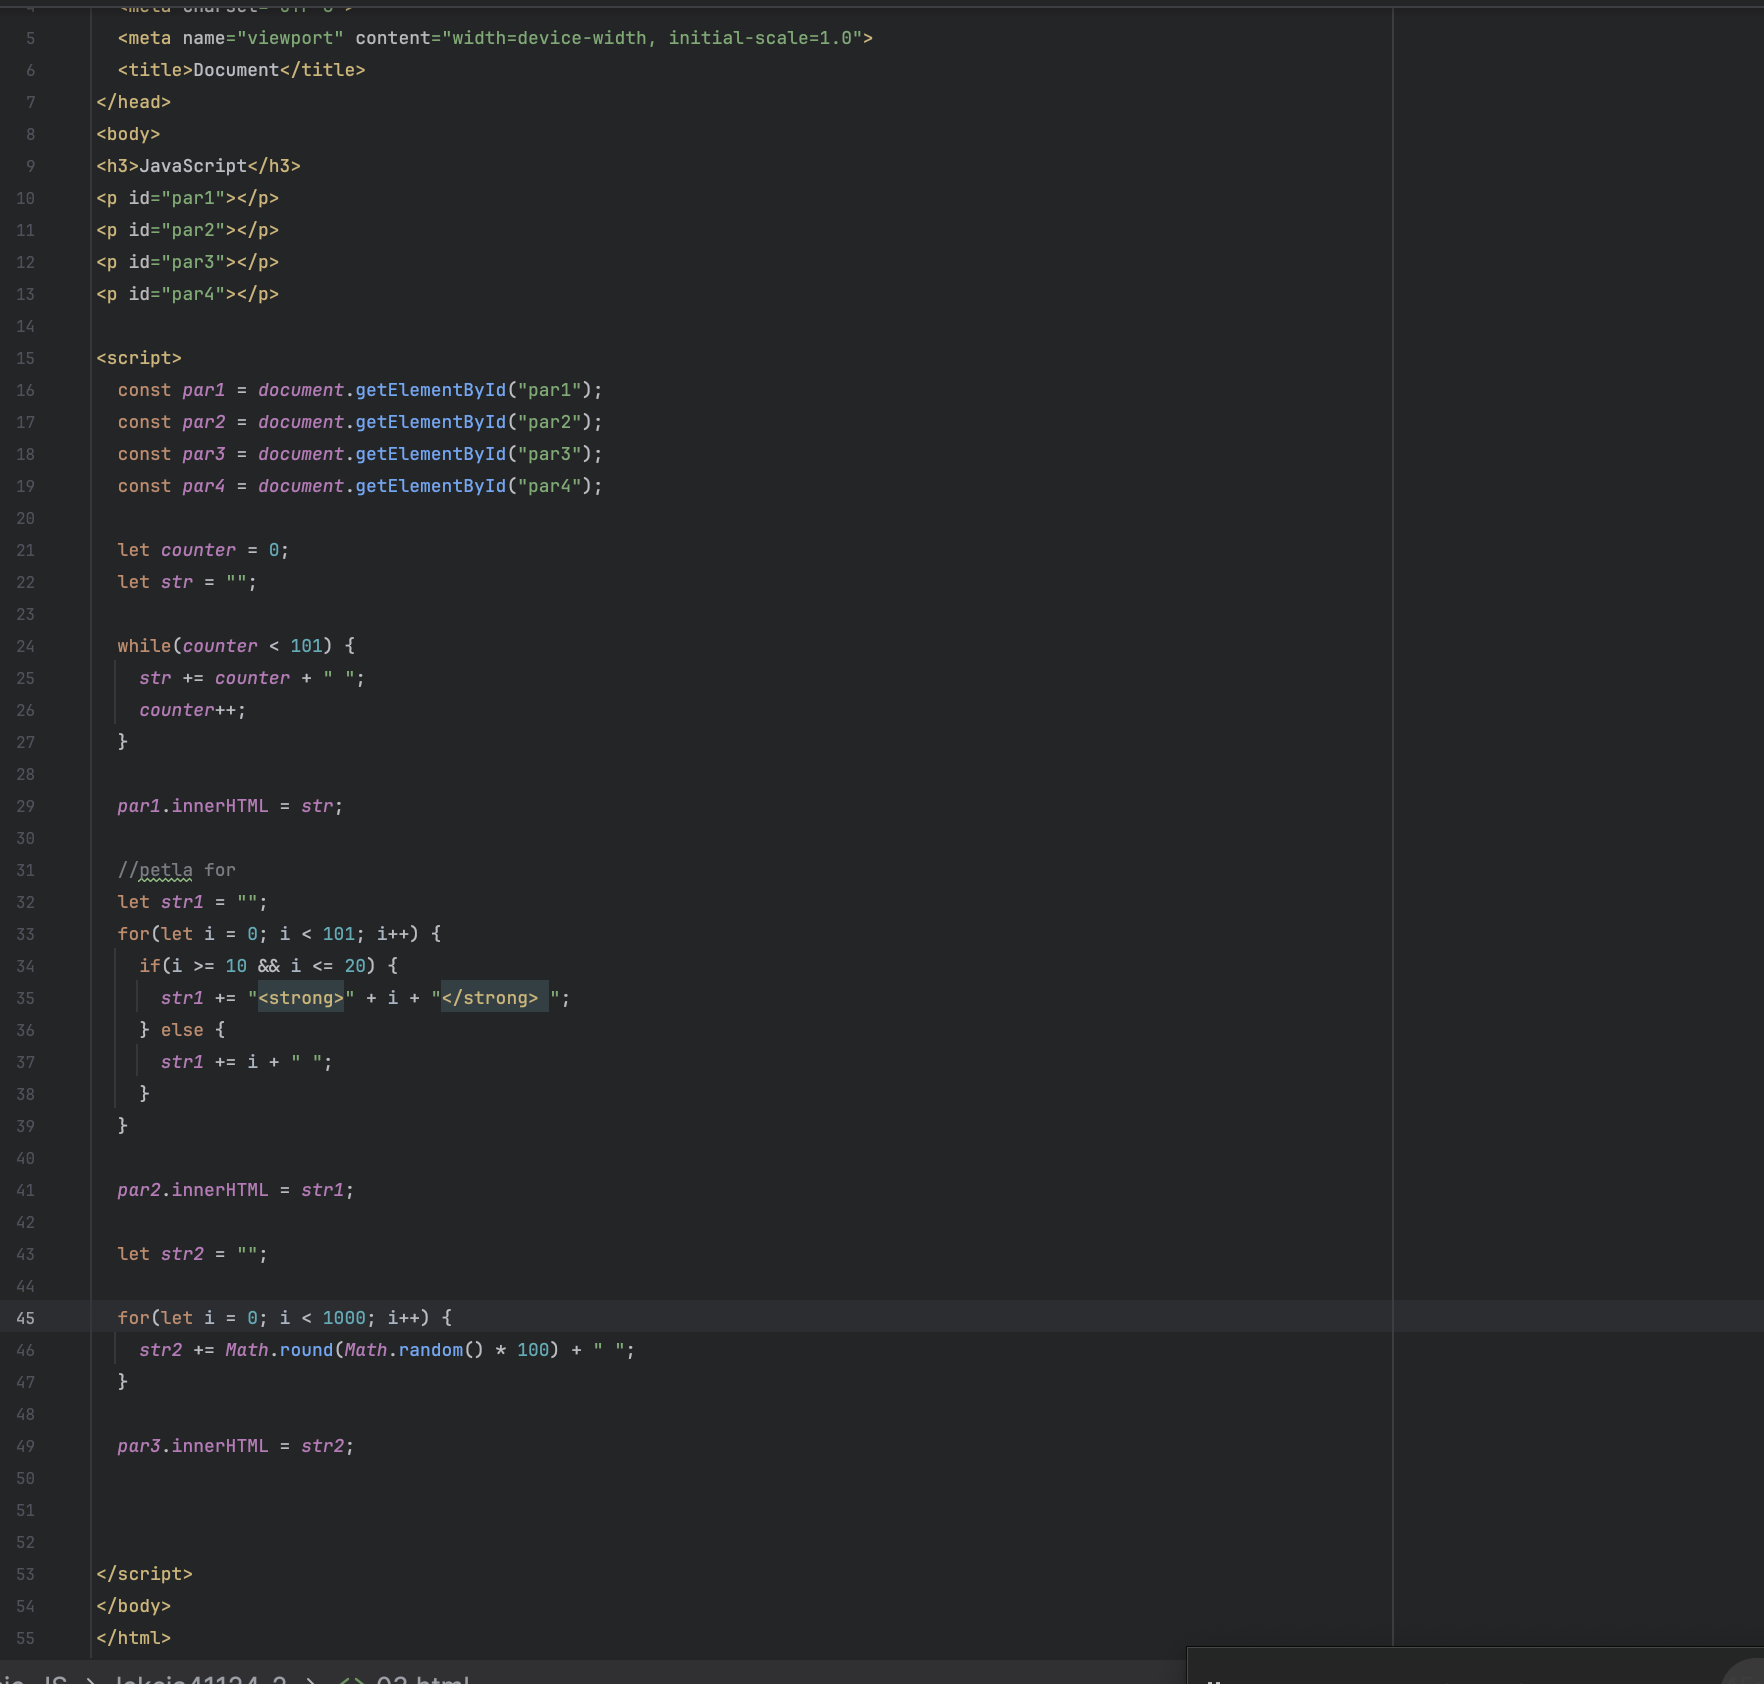 5 <meta name="viewport" content="width=device-width, initial-scale=1.0">
6 <title>Document</title>
7 </head>
8 <body>
9 <h3>JavaScript</h3>
10 <p id="par1"></p>
11 <p id="par2"></p>
12 <p id="par3"></p>
13 <p id="par4"></p>
14
15 <script>
16 const par1 = document.getElementById("par1");
17 const par2 = document.getElementById("par2");
18 const par3 = document.getElementById("par3");
19 const par4 = document.getElementById("par4");
20
21 let counter = 0;
22 let str = "";
23
24 while(counter < 101) {
25 str += counter + " ";
26 counter++;
27 }
28
29 par1.innerHTML = str;
30
31 //petla for
32 let str1 = "";
33 for(let i = 0; i < 101; i++) {
34 if(i >= 10 && i <= 20) {
35 str1 += "<strong>" + i + "</strong> ";
36 } else {
37 str1 += i + " ";
38 }
39 }
40
41 par2.innerHTML = str1;
42
43 let str2 = "";
44
45 for(let i = 0; i < 1000; i++) {
46 str2 += Math.round(Math.random() * 100) + " ";
47 }
48
49 par3.innerHTML = str2;
50
51
52
53 </script>
54 </body>
55 </html>